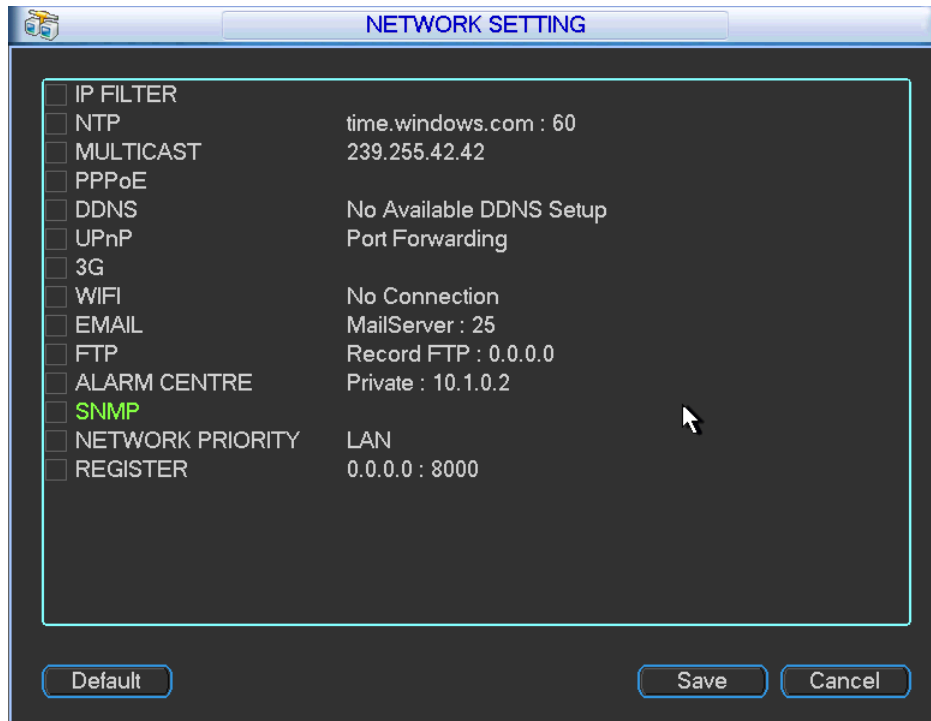 NETWORK SETTING
IP FILTER
NTP time.windows.com : 60
MULTICAST 239.255.42.42
PPPoE
DDNS No Available DDNS Setup
UPnP Port Forwarding
3G
WIFI No Connection
EMAIL MailServer : 25
FTP Record FTP : 0.0.0.0
ALARM CENTRE Private : 10.1.0.2
SNMP
NETWORK PRIORITY LAN
REGISTER 0.0.0.0 : 8000
Default Save Cancel